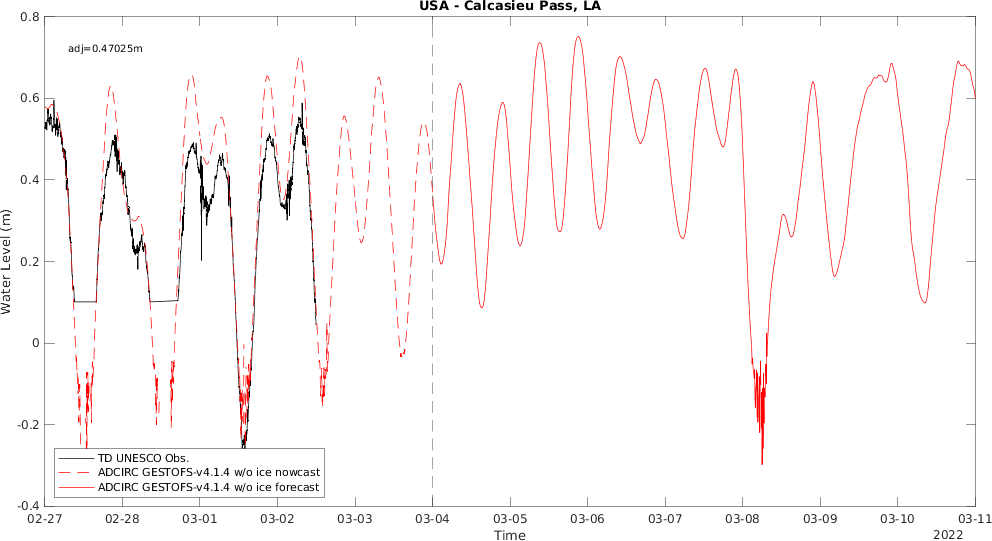 USA - Calcasieu Pass, LA
adj=0.47025m
Water Level (m)
0.8
0.6
0.4
0.2
0
-0.2
-0.4
TD UNESCO Obs.
ADCIRC GESTOFS-v4.1.4 w/o ice nowcast
ADCIRC GESTOFS-v4.1.4 w/o ice forecast
02-27 02-28 03-01 03-02 03-03 03-04 03-05 03-06 03-07 03-08 03-09 03-10 03-11
Time
2022